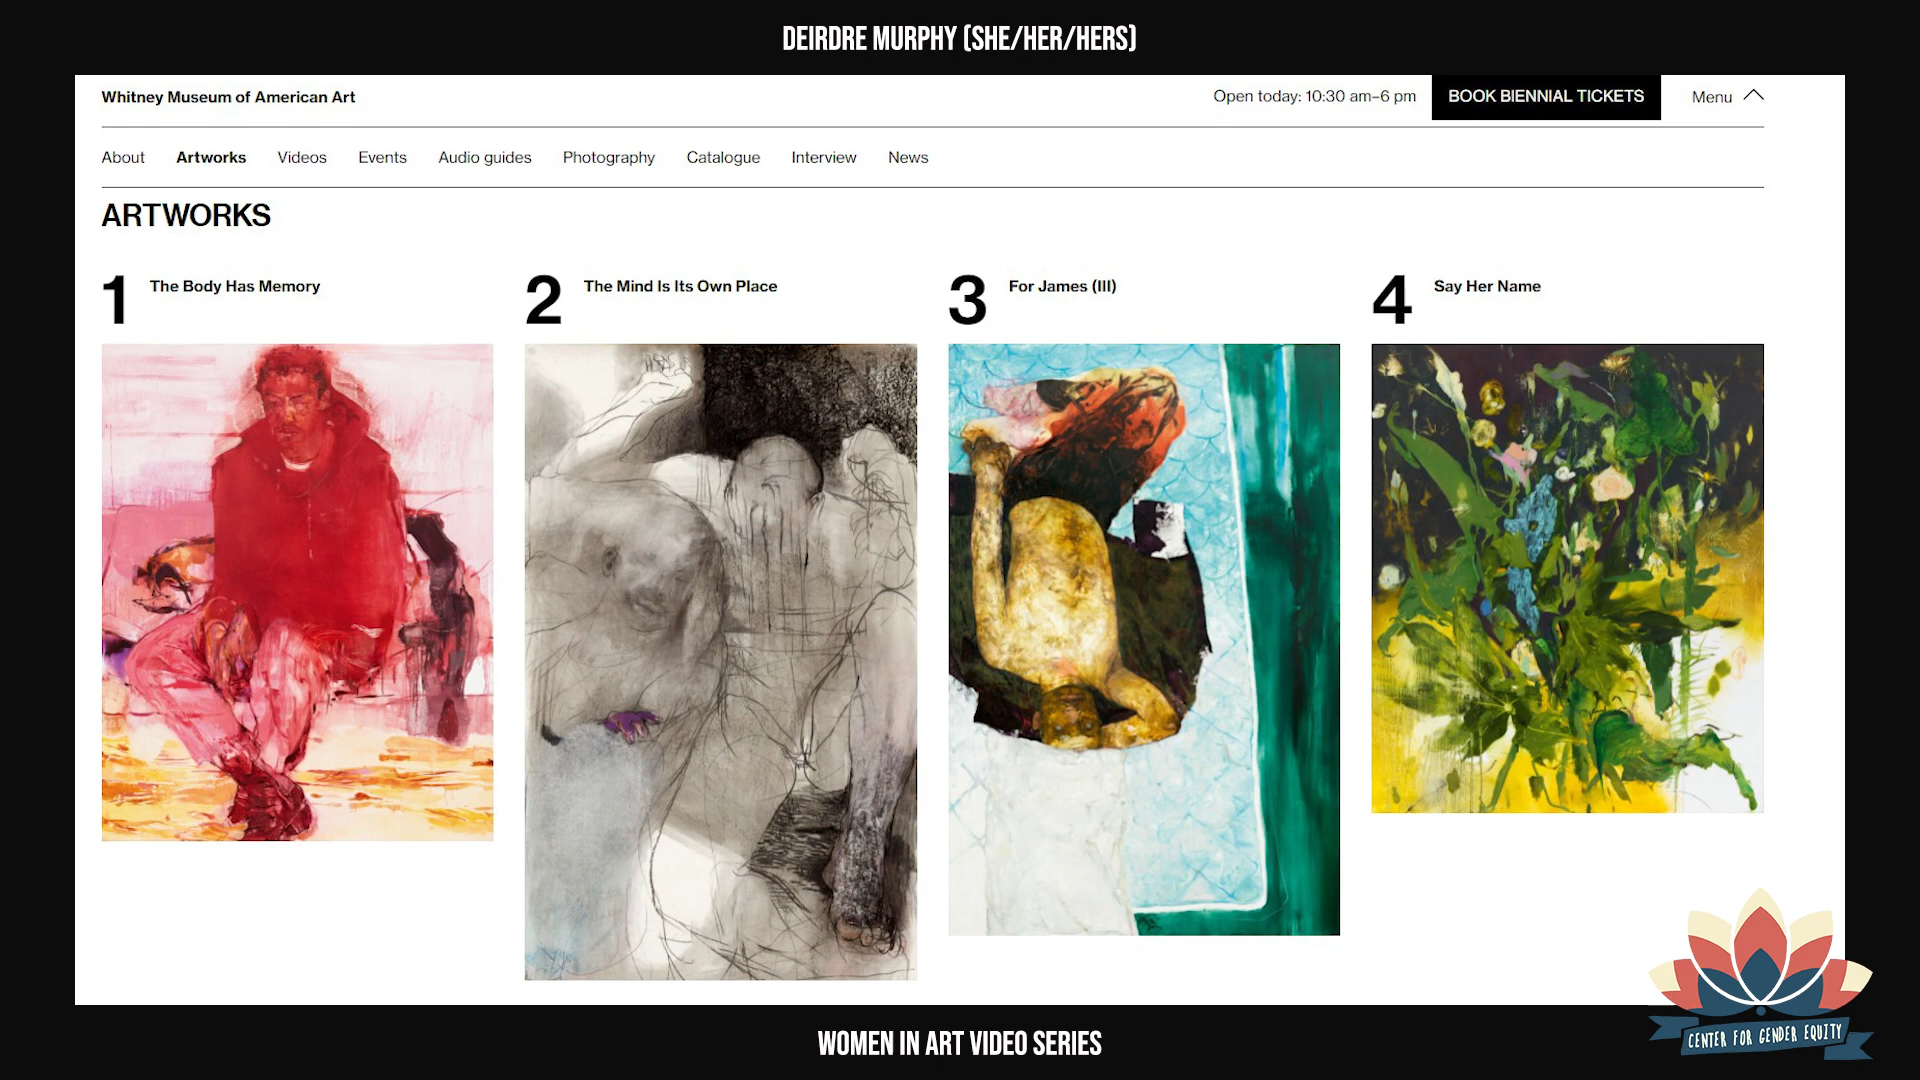 DEIRDRE MURPHY (SHE/HER/HERS)
Whitney Museum of American Art
Open today: 10:30 am–6 pm
BOOK BIENNIAL TICKETS
Menu
About Artworks Videos Events Audio guides Photography Catalogue Interview News
ARTWORKS
1 The Body Has Memory
2 The Mind Is Its Own Place
3 For James (III)
4 Say Her Name
CENTER FOR GENDER EQUITY
WOMEN IN ART VIDEO SERIES